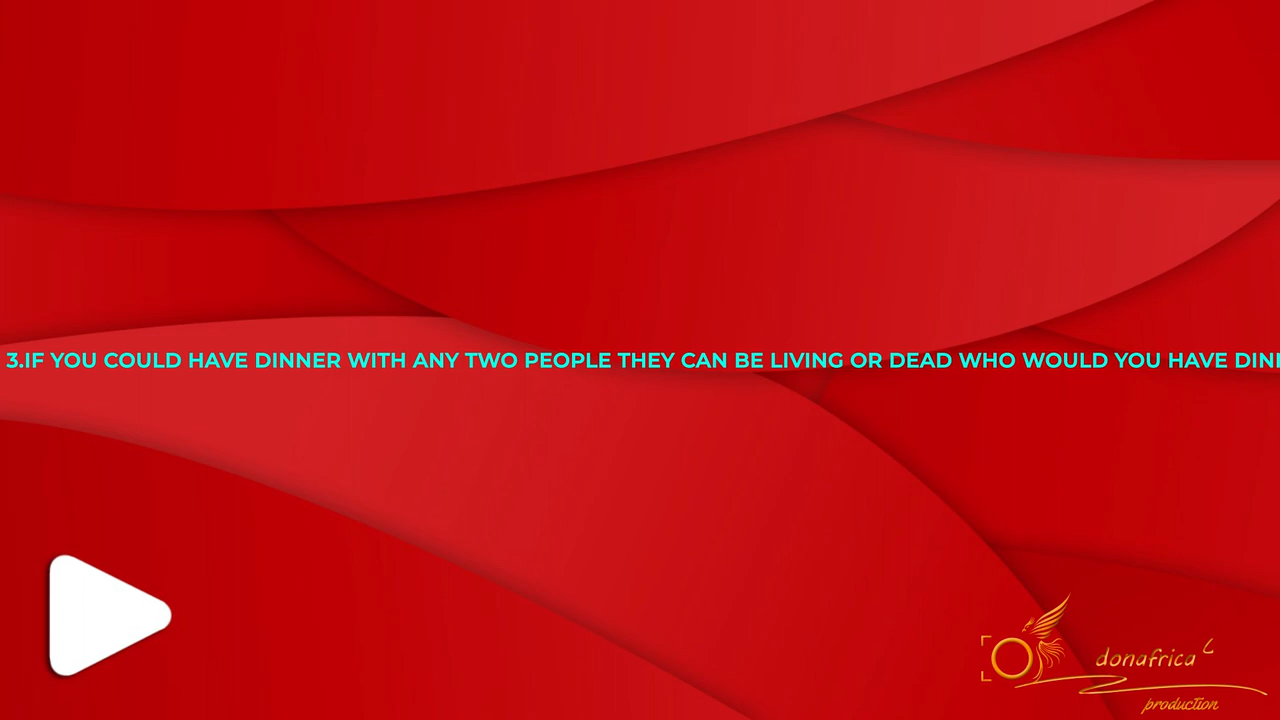 3.IF YOU COULD HAVE DINNER WITH ANY TWO PEOPLE THEY CAN BE LIVING OR DEAD WHO WOULD YOU HAVE
donafrica
production